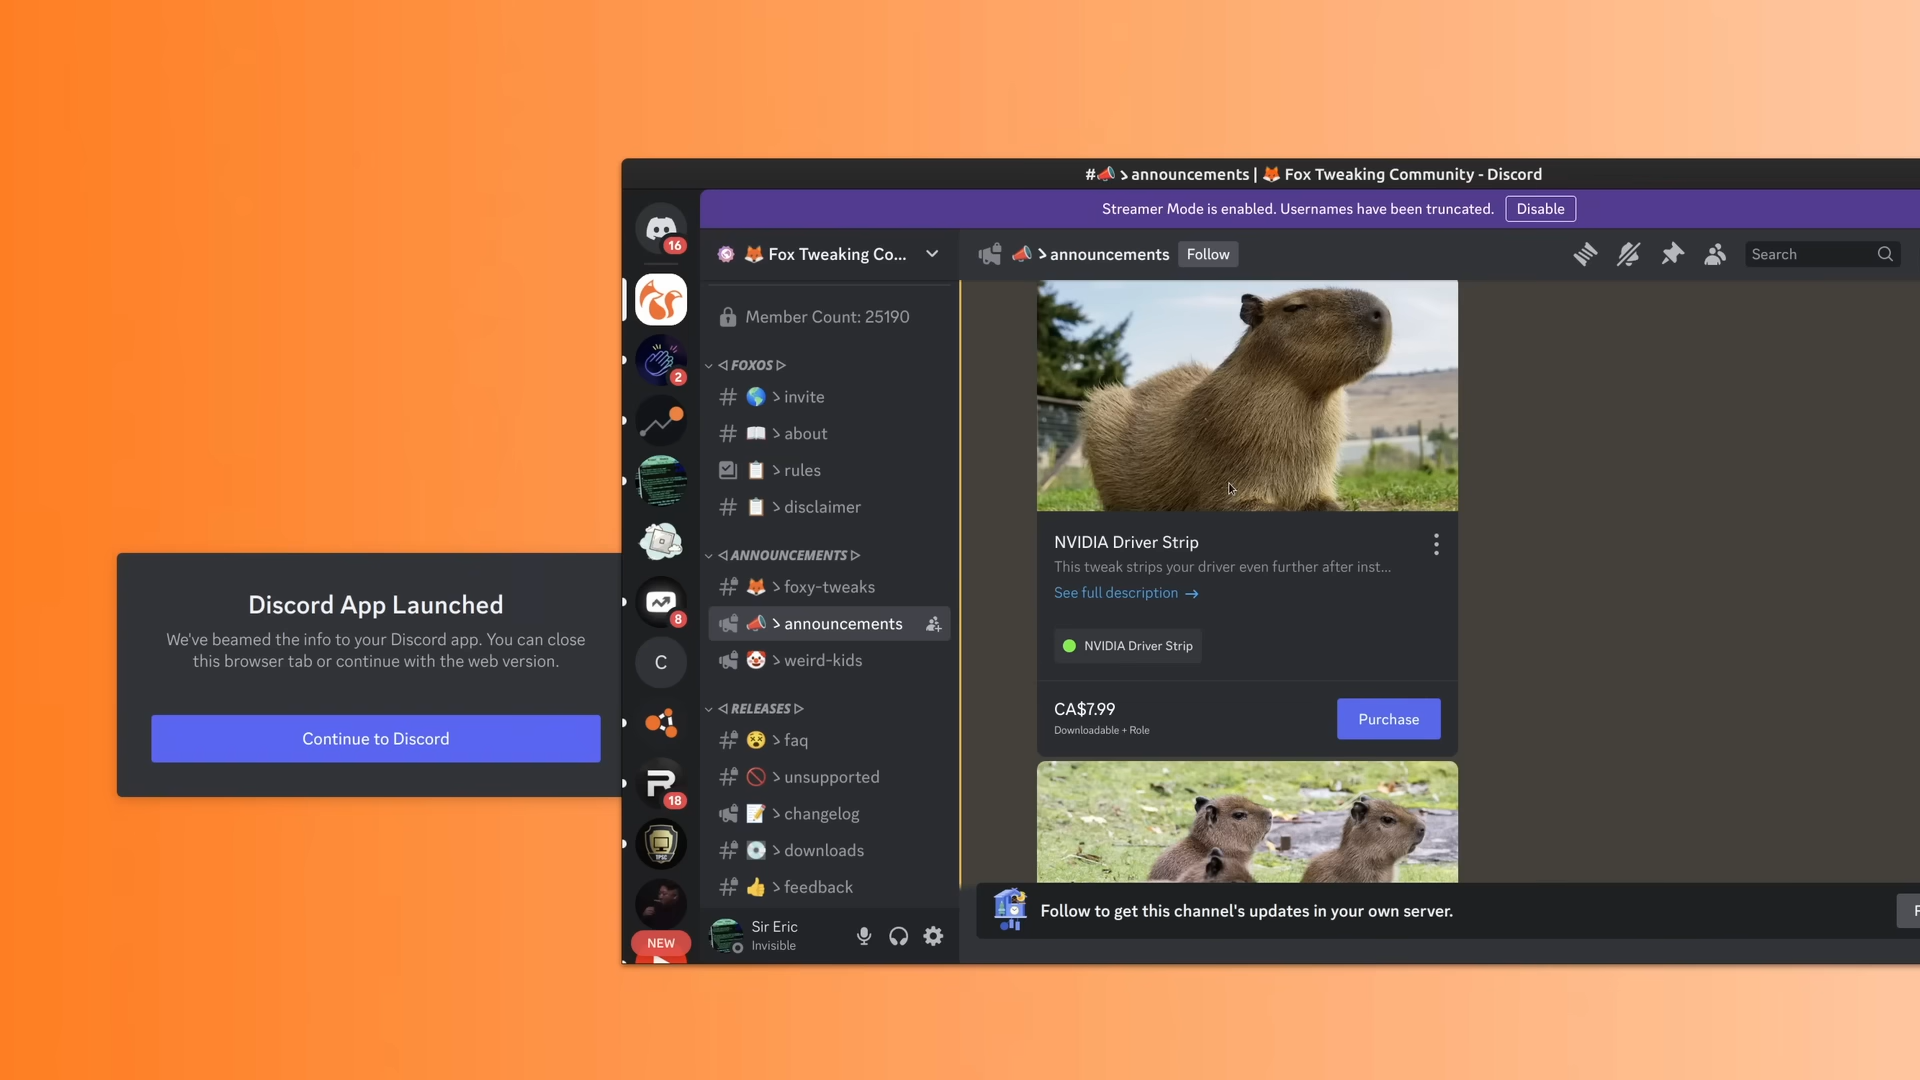 #📣 ﹥announcements | 🦊 Fox Tweaking Community - Discord
Streamer Mode is enabled. Usernames have been truncated.
Disable
16
2
8
C
18
NEW
🦊 Fox Tweaking Co...
Member Count: 25190
◁ FOXOS ▷
invite
about
rules
disclaimer
◁ ANNOUNCEMENTS ▷
foxy-tweaks
announcements
weird-kids
◁ RELEASES ▷
faq
unsupported
changelog
downloads
feedback
Sir Eric
Invisible
announcements
Follow
Search
NVIDIA Driver Strip
This tweak strips your driver even further after inst...
See full description →
NVIDIA Driver Strip
CA$7.99
Downloadable + Role
Purchase
Follow to get this channel's updates in your own server.
Discord App Launched
We've beamed the info to your Discord app. You can close
this browser tab or continue with the web version.
Continue to Discord